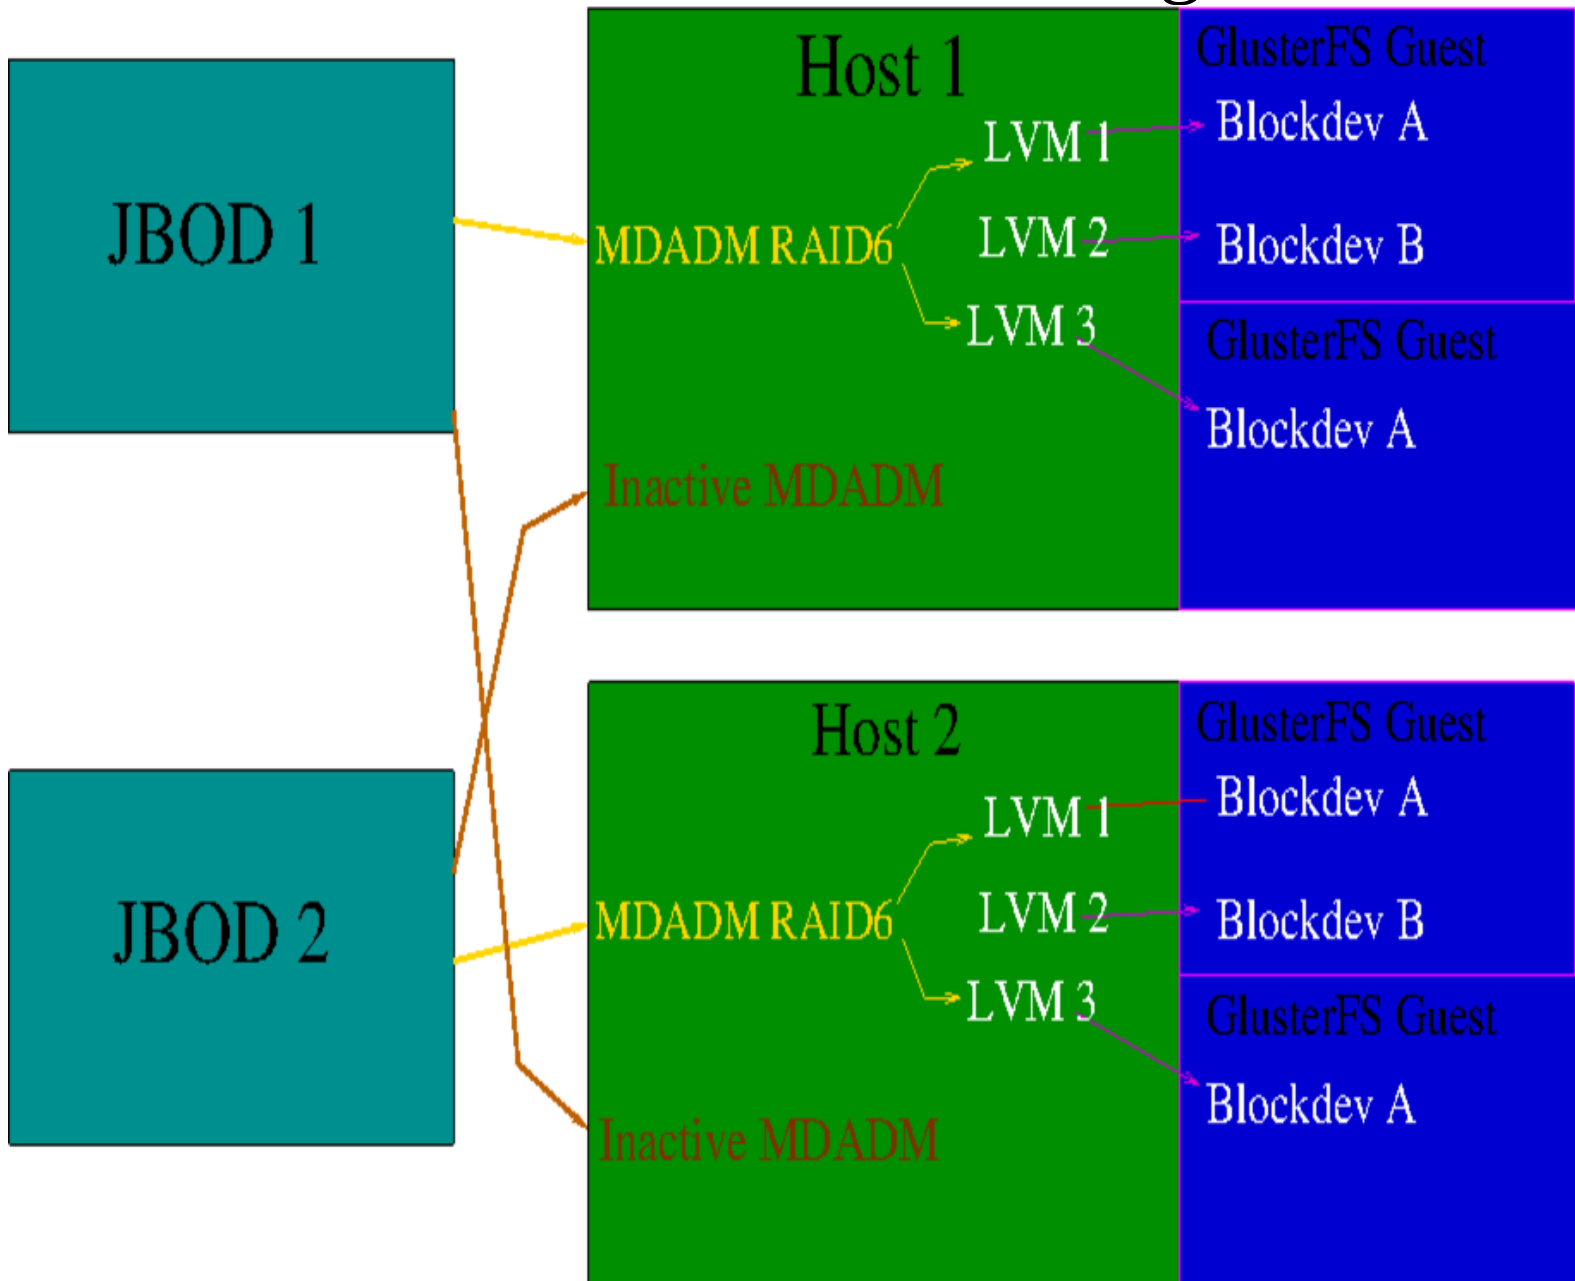 JBOD 1
Host 1
MDADM RAID6
LVM 1
LVM 2
LVM 3
Inactive MDADM
GlusterFS Guest
Blockdev A
Blockdev B
GlusterFS Guest
Blockdev A
JBOD 2
Host 2
MDADM RAID6
LVM 1
LVM 2
LVM 3
Inactive MDADM
GlusterFS Guest
Blockdev A
Blockdev B
GlusterFS Guest
Blockdev A